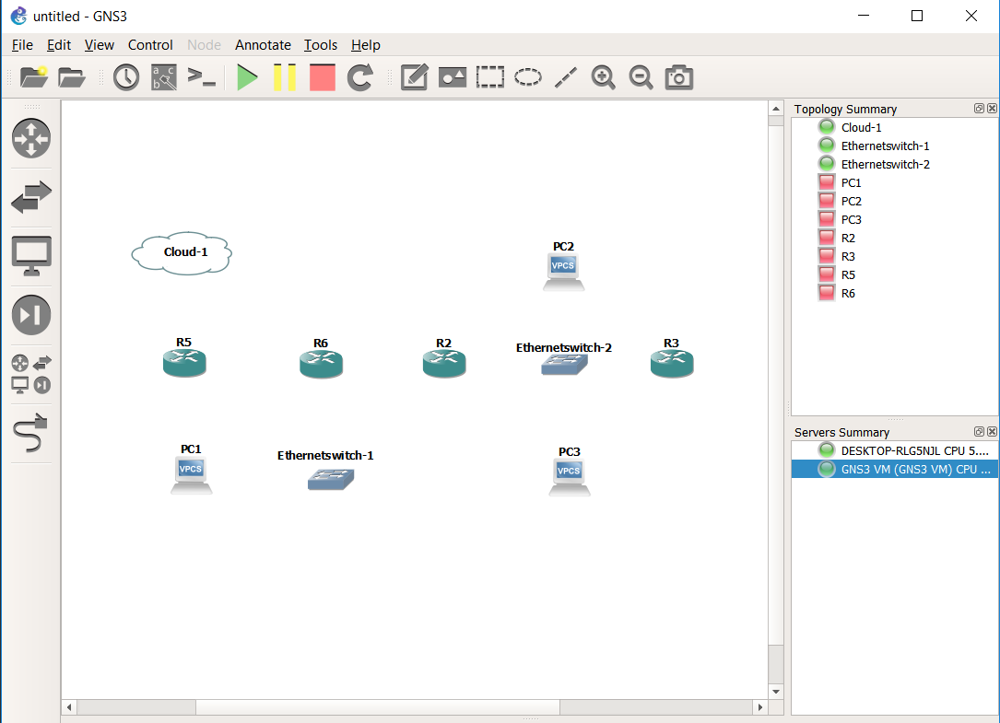 untitled - GNS3
File Edit View Control Node Annotate Tools Help
a c
b
Topology Summary
Cloud-1
Ethernetswitch-1
Ethernetswitch-2
PC1
PC2
PC3
R2
R3
R5
R6
Cloud-1
PC2
VPCS
R5
R6
R2
Ethernetswitch-2
R3
PC1
VPCS
Ethernetswitch-1
PC3
VPCS
Servers Summary
DESKTOP-RLG5NJL CPU 5....
GNS3 VM (GNS3 VM) CPU ...